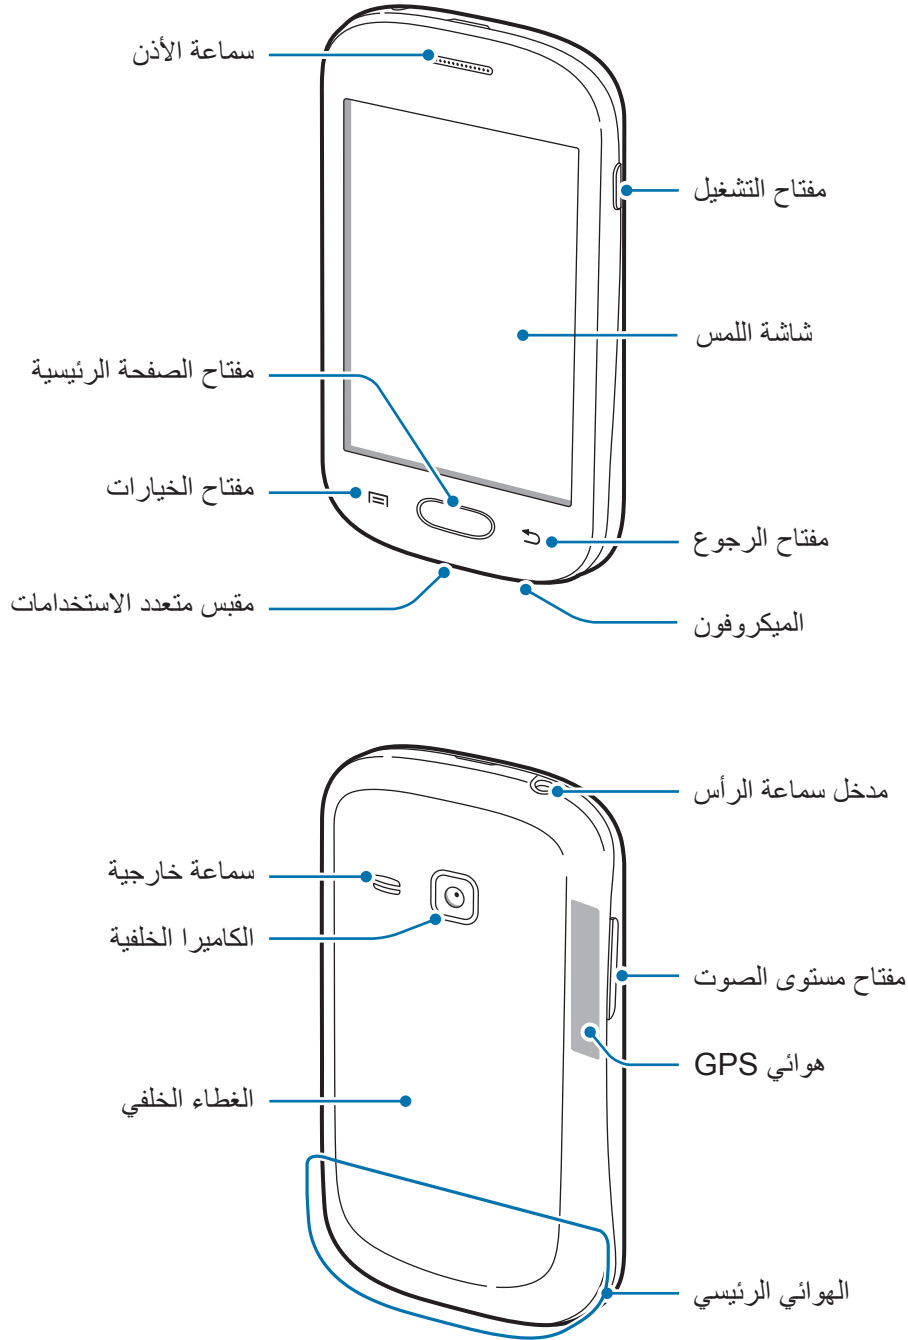 سماعة الأذن
مفتاح التشغيل
شاشة اللمس
مفتاح الصفحة الرئيسية
مفتاح الخيارات
مفتاح الرجوع
مقبس متعدد الاستخدامات
الميكروفون
مدخل سماعة الرأس
سماعة خارجية
الكاميرا الخلفية
مفتاح مستوى الصوت
هوائي GPS
الغطاء الخلفي
الهوائي الرئيسي